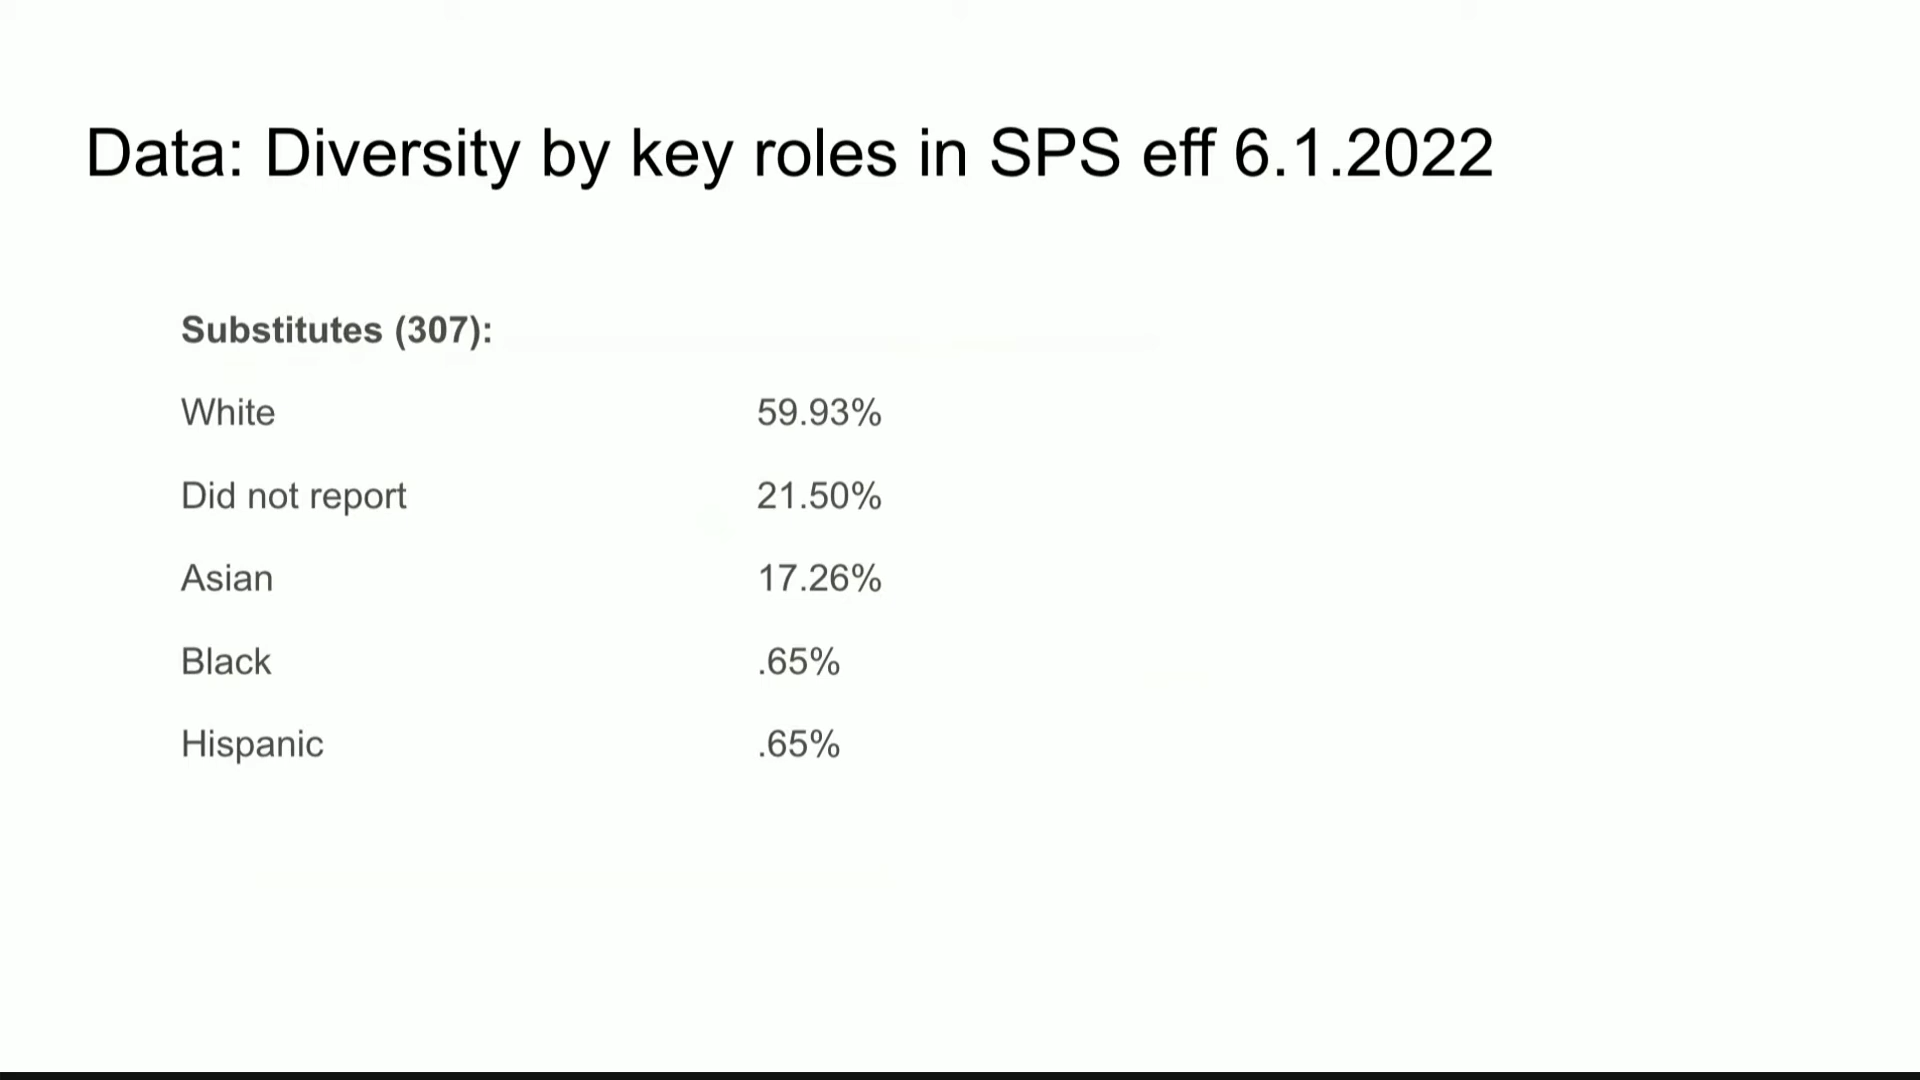 Data: Diversity by key roles in SPS eff 6.1.2022
Substitutes (307):
White 59.93%
Did not report 21.50%
Asian 17.26%
Black .65%
Hispanic .65%